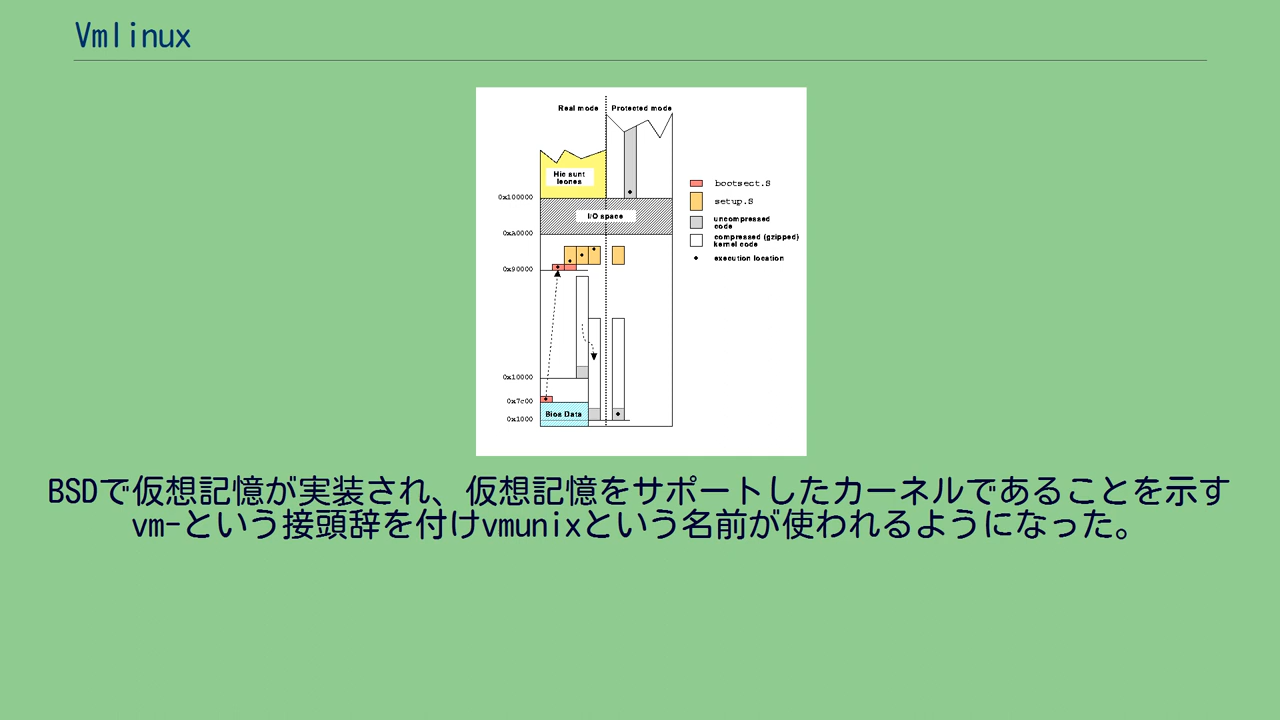 Vmlinux
Real mode
Protected mode
Hic sunt
leones
0x100000
I/O space
0xA0000
0x90000
0x10000
0x7c00
Bios Data
0x1000
bootsect.S
setup.S
uncompressed
code
compressed (gzipped)
kernel code
execution location
BSDで仮想記憶が実装され、仮想記憶をサポートしたカーネルであることを示す
vm-という接頭辞を付けvmunixという名前が使われるようになった。